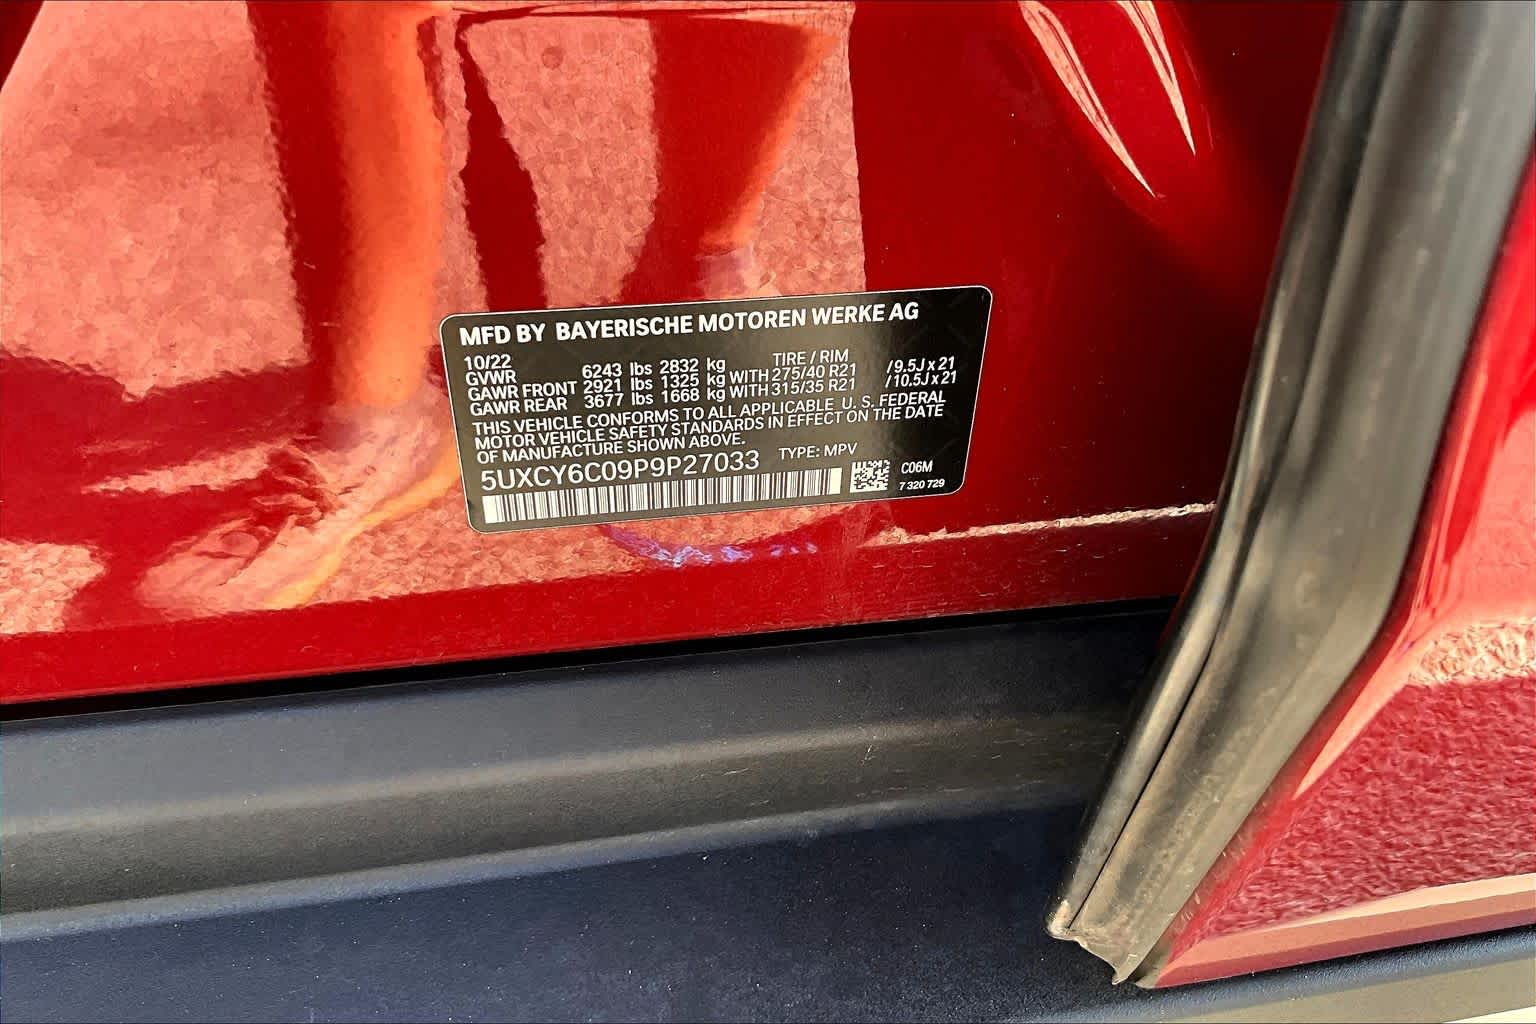 MFD BY BAYERISCHE MOTOREN WERKE AG
10/22 TIRE / RIM
GVWR 6243 lbs 2832 kg
GAWR FRONT 2921 lbs 1325 kg WITH 275/40 R21 / 9.5J x 21
GAWR REAR 3677 lbs 1668 kg WITH 315/35 R21 / 10.5J x 21
THIS VEHICLE CONFORMS TO ALL APPLICABLE U. S. FEDERAL
MOTOR VEHICLE SAFETY STANDARDS IN EFFECT ON THE DATE
OF MANUFACTURE SHOWN ABOVE.
5UXCY6C09P9P27033 TYPE: MPV
C06M
7 320 729